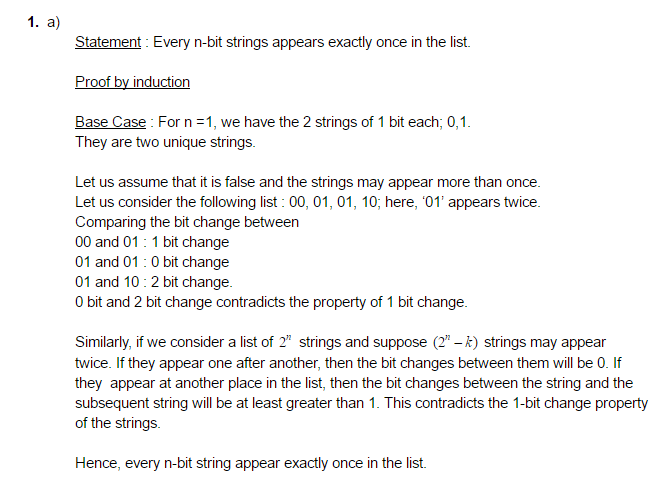 1. a)
Statement : Every n-bit strings appears exactly once in the list.
Proof by induction
Base Case : For n =1, we have the 2 strings of 1 bit each; 0,1.
They are two unique strings.
Let us assume that it is false and the strings may appear more than once.
Let us consider the following list : 00, 01, 01, 10; here, ‘01’ appears twice.
Comparing the bit change between
00 and 01 : 1 bit change
01 and 01 : 0 bit change
01 and 10 : 2 bit change.
0 bit and 2 bit change contradicts the property of 1 bit change.
Similarly, if we consider a list of 2ⁿ strings and suppose (2ⁿ – k) strings may appear
twice. If they appear one after another, then the bit changes between them will be 0. If
they appear at another place in the list, then the bit changes between the string and the
subsequent string will be at least greater than 1. This contradicts the 1-bit change property
of the strings.
Hence, every n-bit string appear exactly once in the list.